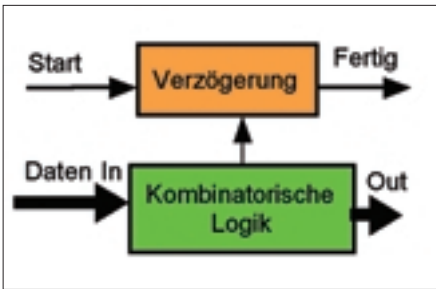 Start
Verzögerung
Fertig
Daten In
Kombinatorische
Logik
Out